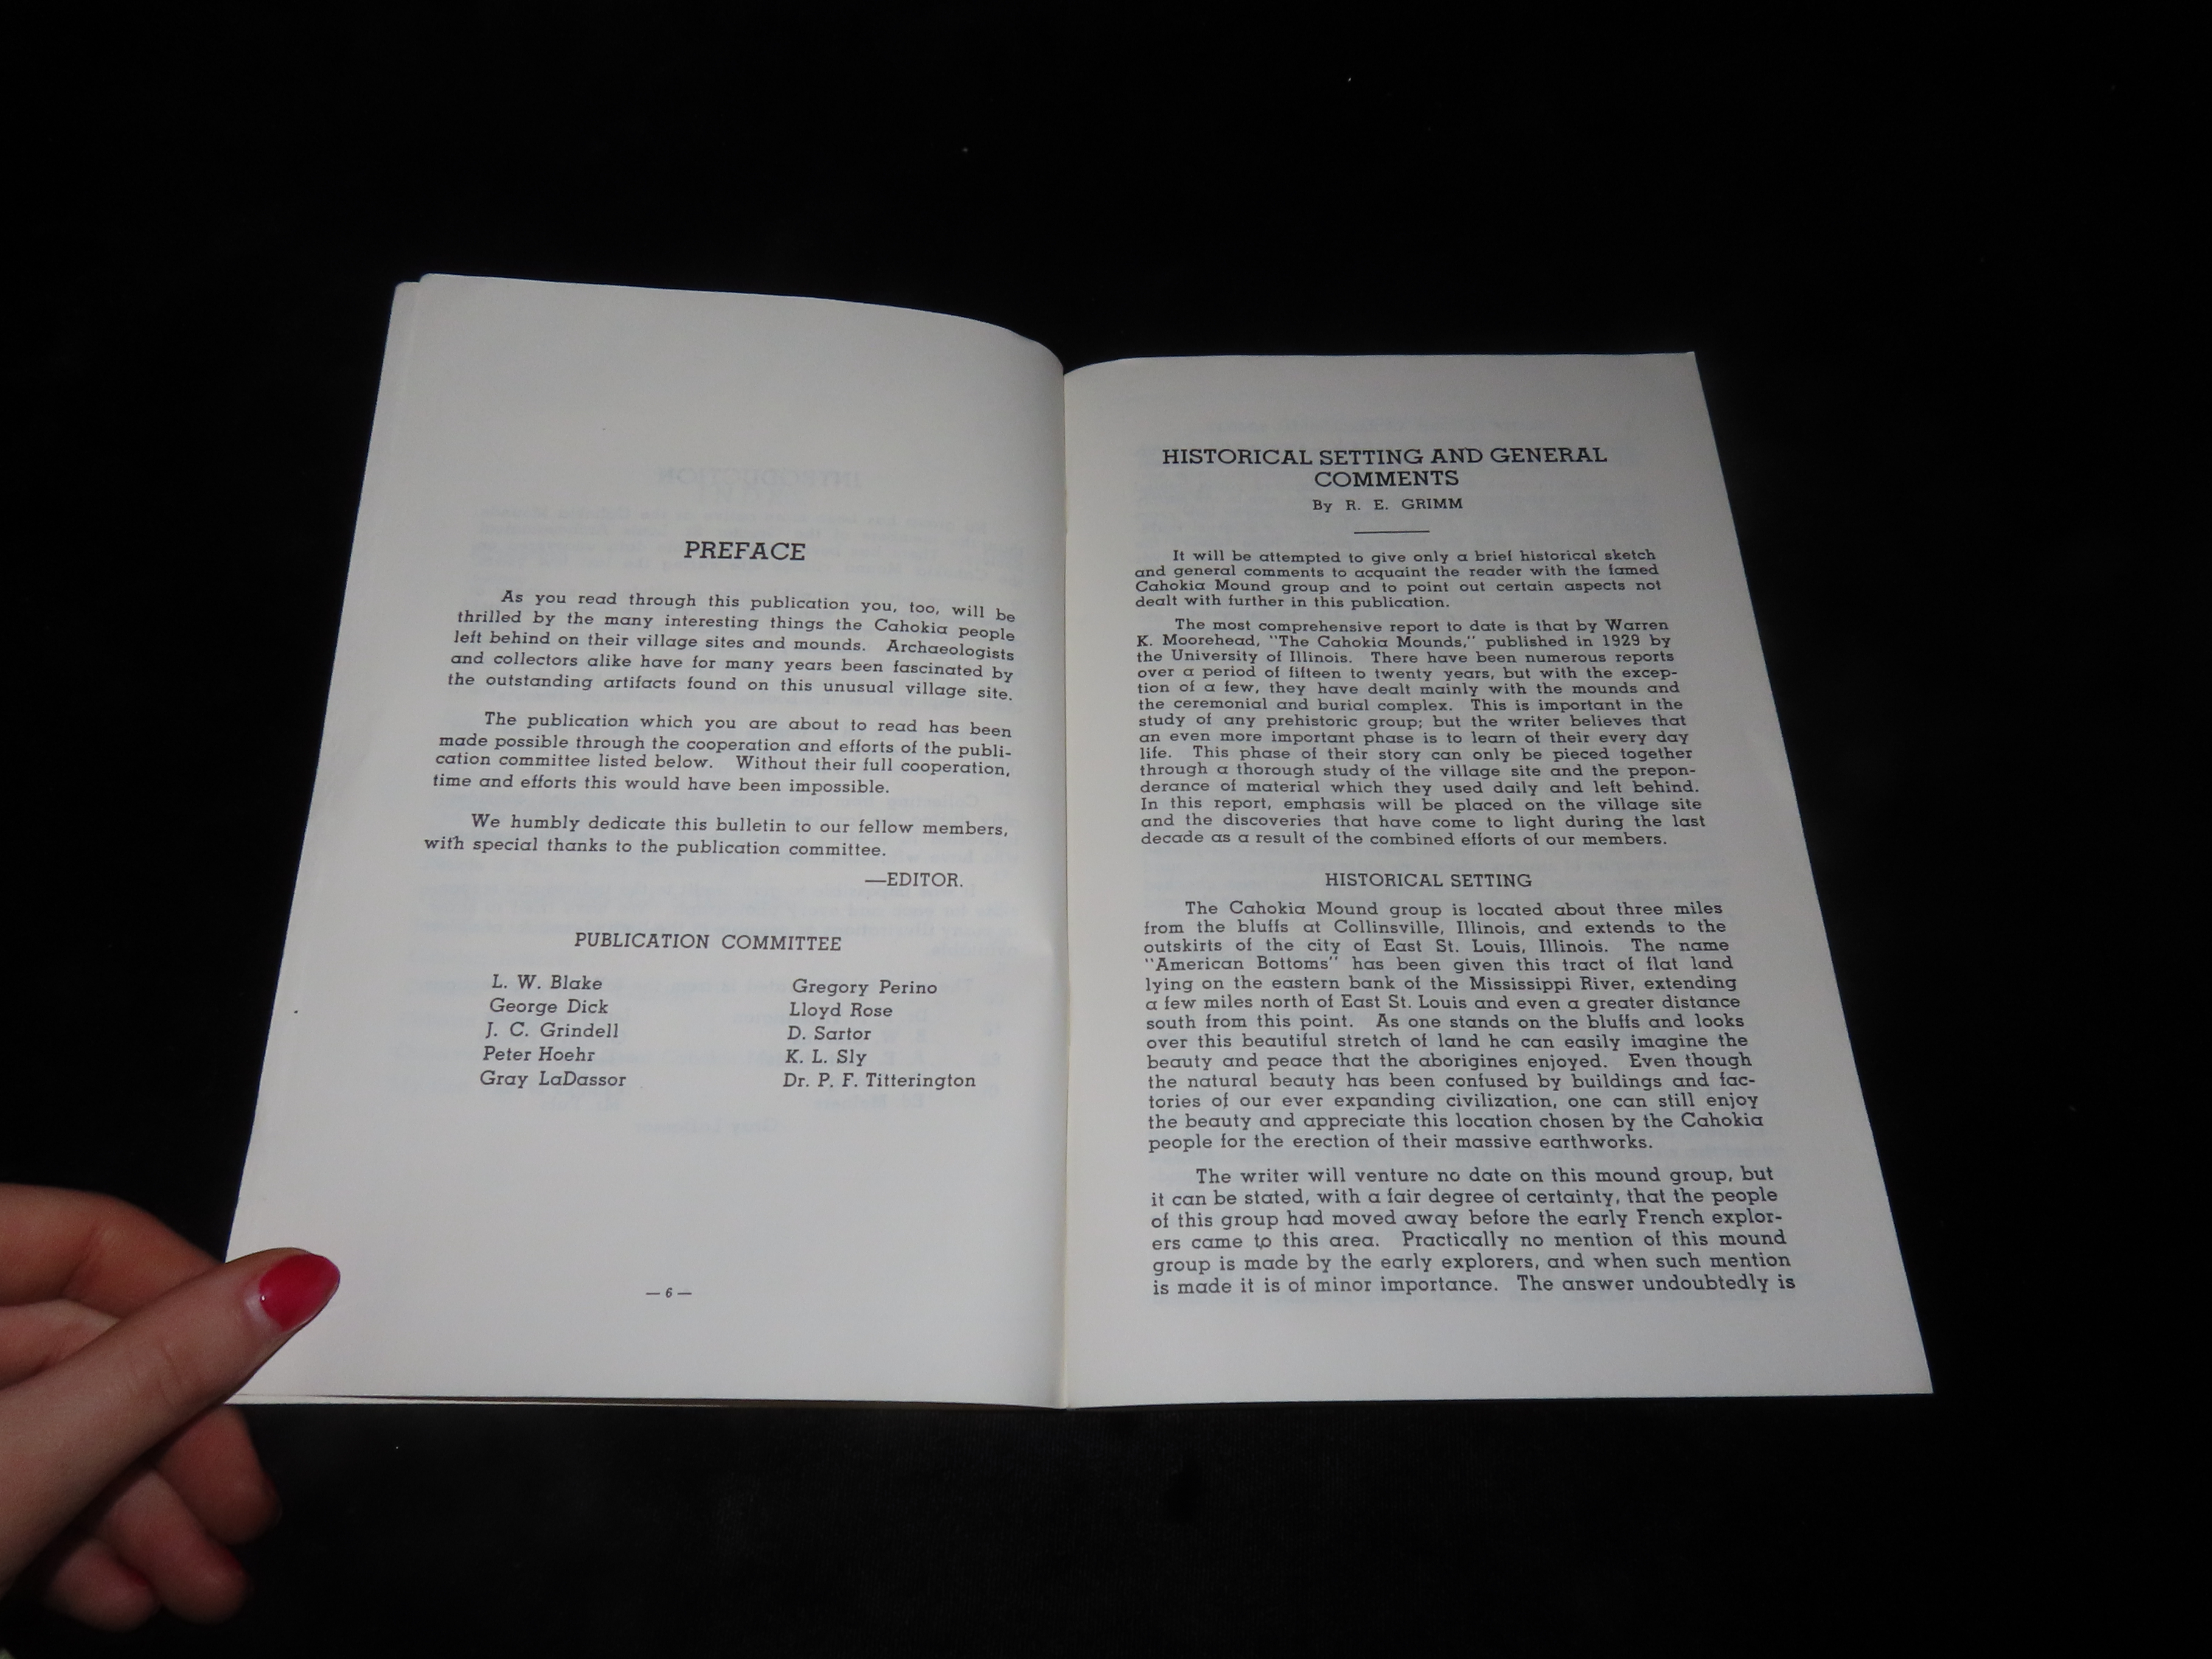 PREFACE
As you read through this publication you, too, will be
thrilled by the many interesting things the Cahokia people
left behind on their village sites and mounds. Archaeologists
and collectors alike have for many years been fascinated by
the outstanding artifacts found on this unusual village site.
The publication which you are about to read has been
made possible through the cooperation and efforts of the publi-
cation committee listed below. Without their full cooperation,
time and efforts this would have been impossible.
We humbly dedicate this bulletin to our fellow members,
with special thanks to the publication committee.
—EDITOR.
PUBLICATION COMMITTEE
L. W. Blake
George Dick
J. C. Grindell
Peter Hoehr
Gray LaDassor
Gregory Perino
Lloyd Rose
D. Sartor
K. L. Sly
Dr. P. F. Titterington
— 6 —
HISTORICAL SETTING AND GENERAL
COMMENTS
By R. E. GRIMM
It will be attempted to give only a brief historical sketch
and general comments to acquaint the reader with the famed
Cahokia Mound group and to point out certain aspects not
dealt with further in this publication.
The most comprehensive report to date is that by Warren
K. Moorehead, "The Cahokia Mounds," published in 1929 by
the University of Illinois. There have been numerous reports
over a period of fifteen to twenty years, but with the excep-
tion of a few, they have dealt mainly with the mounds and
the ceremonial and burial complex. This is important in the
study of any prehistoric group; but the writer believes that
an even more important phase is to learn of their every day
life. This phase of their story can only be pieced together
through a thorough study of the village site and the prepon-
derance of material which they used daily and left behind.
In this report, emphasis will be placed on the village site
and the discoveries that have come to light during the last
decade as a result of the combined efforts of our members.
HISTORICAL SETTING
The Cahokia Mound group is located about three miles
from the bluffs at Collinsville, Illinois, and extends to the
outskirts of the city of East St. Louis, Illinois. The name
"American Bottoms" has been given this tract of flat land
lying on the eastern bank of the Mississippi River, extending
a few miles north of East St. Louis and even a greater distance
south from this point. As one stands on the bluffs and looks
over this beautiful stretch of land he can easily imagine the
beauty and peace that the aborigines enjoyed. Even though
the natural beauty has been confused by buildings and fac-
tories of our ever expanding civilization, one can still enjoy
the beauty and appreciate this location chosen by the Cahokia
people for the erection of their massive earthworks.
The writer will venture no date on this mound group, but
it can be stated, with a fair degree of certainty, that the people
of this group had moved away before the early French explor-
ers came to this area. Practically no mention of this mound
group is made by the early explorers, and when such mention
is made it is of minor importance. The answer undoubtedly is